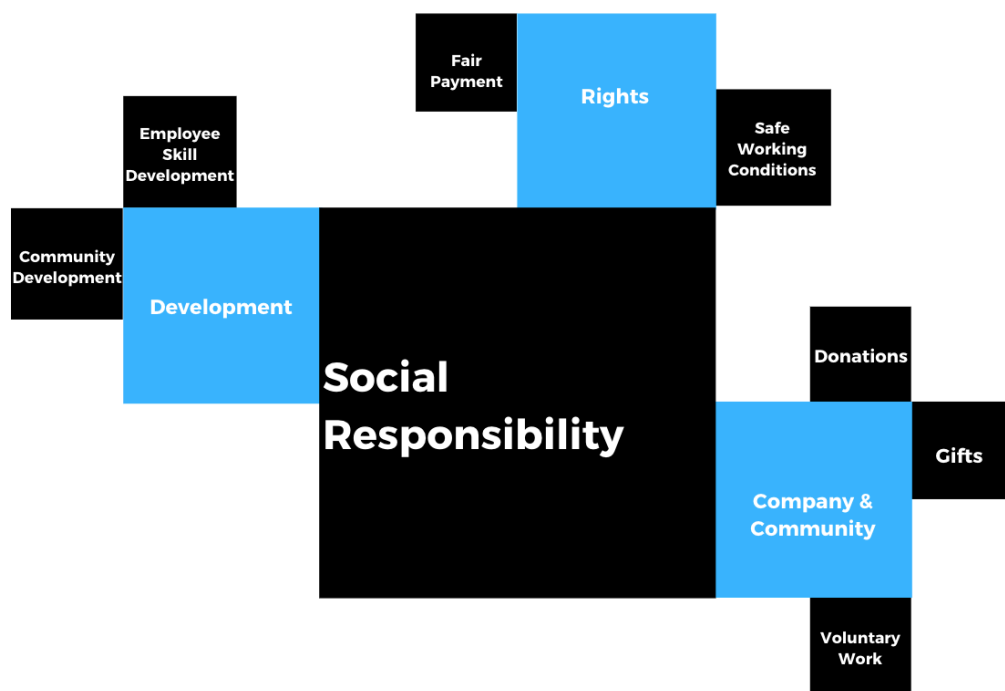 Fair
Payment
Rights
Safe
Working
Conditions
Employee
Skill
Development
Community
Development
Development
Social
Responsibility
Donations
Gifts
Company &
Community
Voluntary
Work